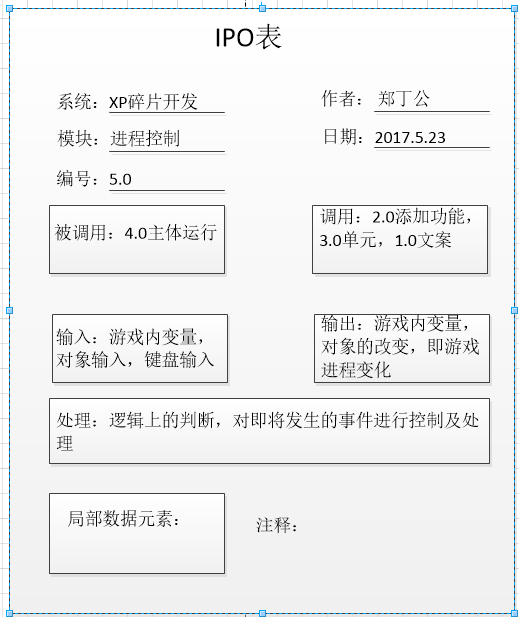 IPO表
系统：XP碎片开发
作者：郑丁公
模块：进程控制
日期：2017.5.23
编号：5.0
被调用：4.0主体运行
调用：2.0添加功能，
3.0单元，1.0文案
输入：游戏内变量，
对象输入，键盘输入
输出：游戏内变量，
对象的改变，即游戏
进程变化
处理：逻辑上的判断，对即将发生的事件进行控制及处
理
局部数据元素：
注释：